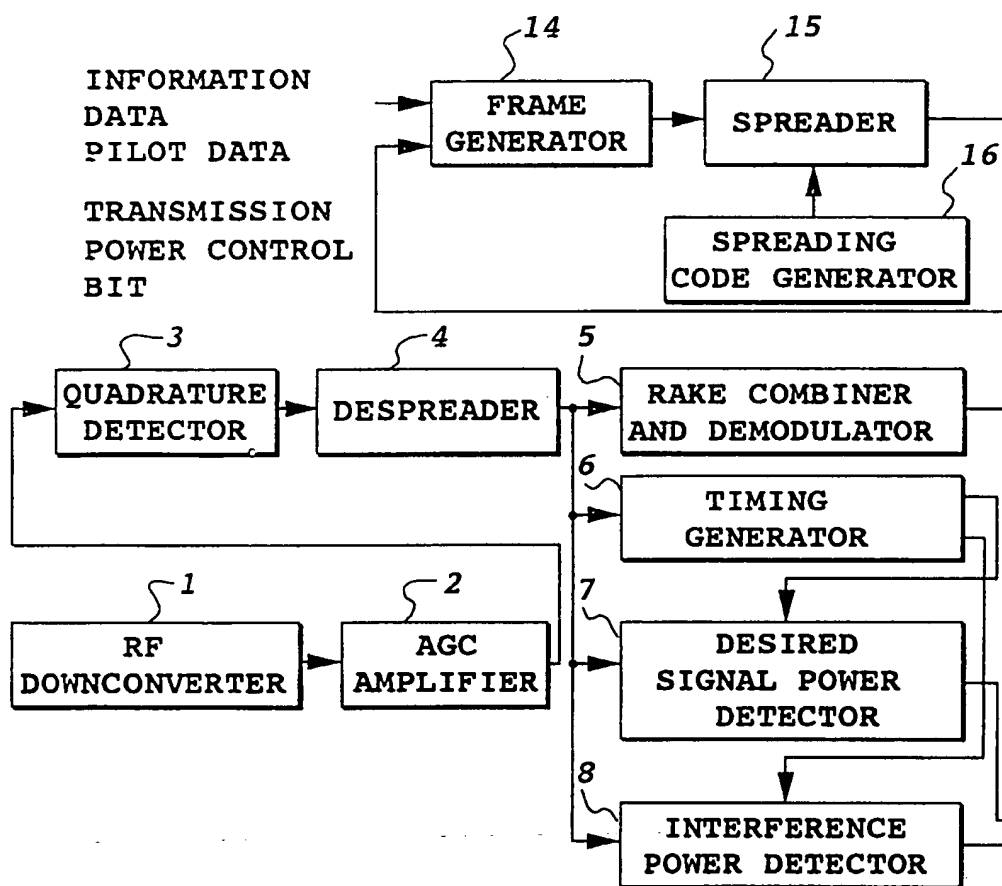 14
15
INFORMATION
DATA
PILOT DATA
FRAME
GENERATOR
SPREADER
16
TRANSMISSION
POWER CONTROL
BIT
SPREADING
CODE GENERATOR
3
4
5
QUADRATURE
DETECTOR
DESPREADER
RAKE COMBINER
AND DEMODULATOR
6
TIMING
GENERATOR
1
2
7
RF
DOWNCONVERTER
AGC
AMPLIFIER
DESIRED
SIGNAL POWER
DETECTOR
8
INTERFERENCE
POWER DETECTOR